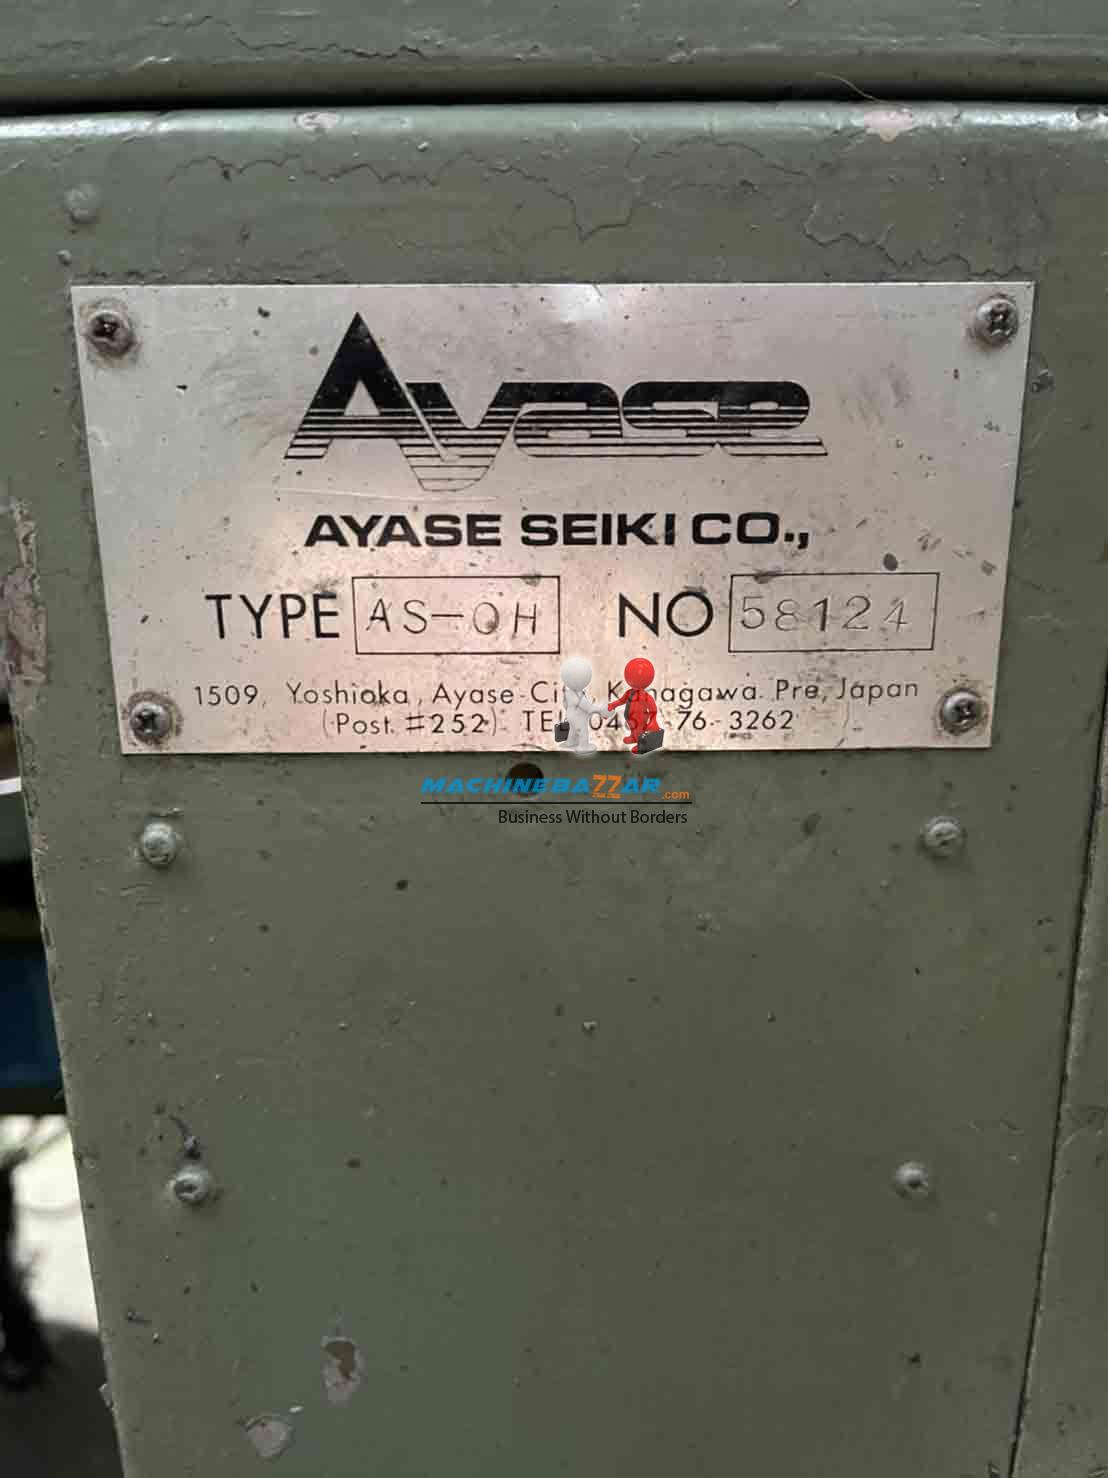 Ayase
AYASE SEIKI CO.,
TYPE AS-OH NO 58124
1509, Yoshioka, Ayase-City, Kanagawa. Pre, Japan
(Post. #252) TEL 0467-76-3262
MACHINEBAZZAR.com
Business Without Borders